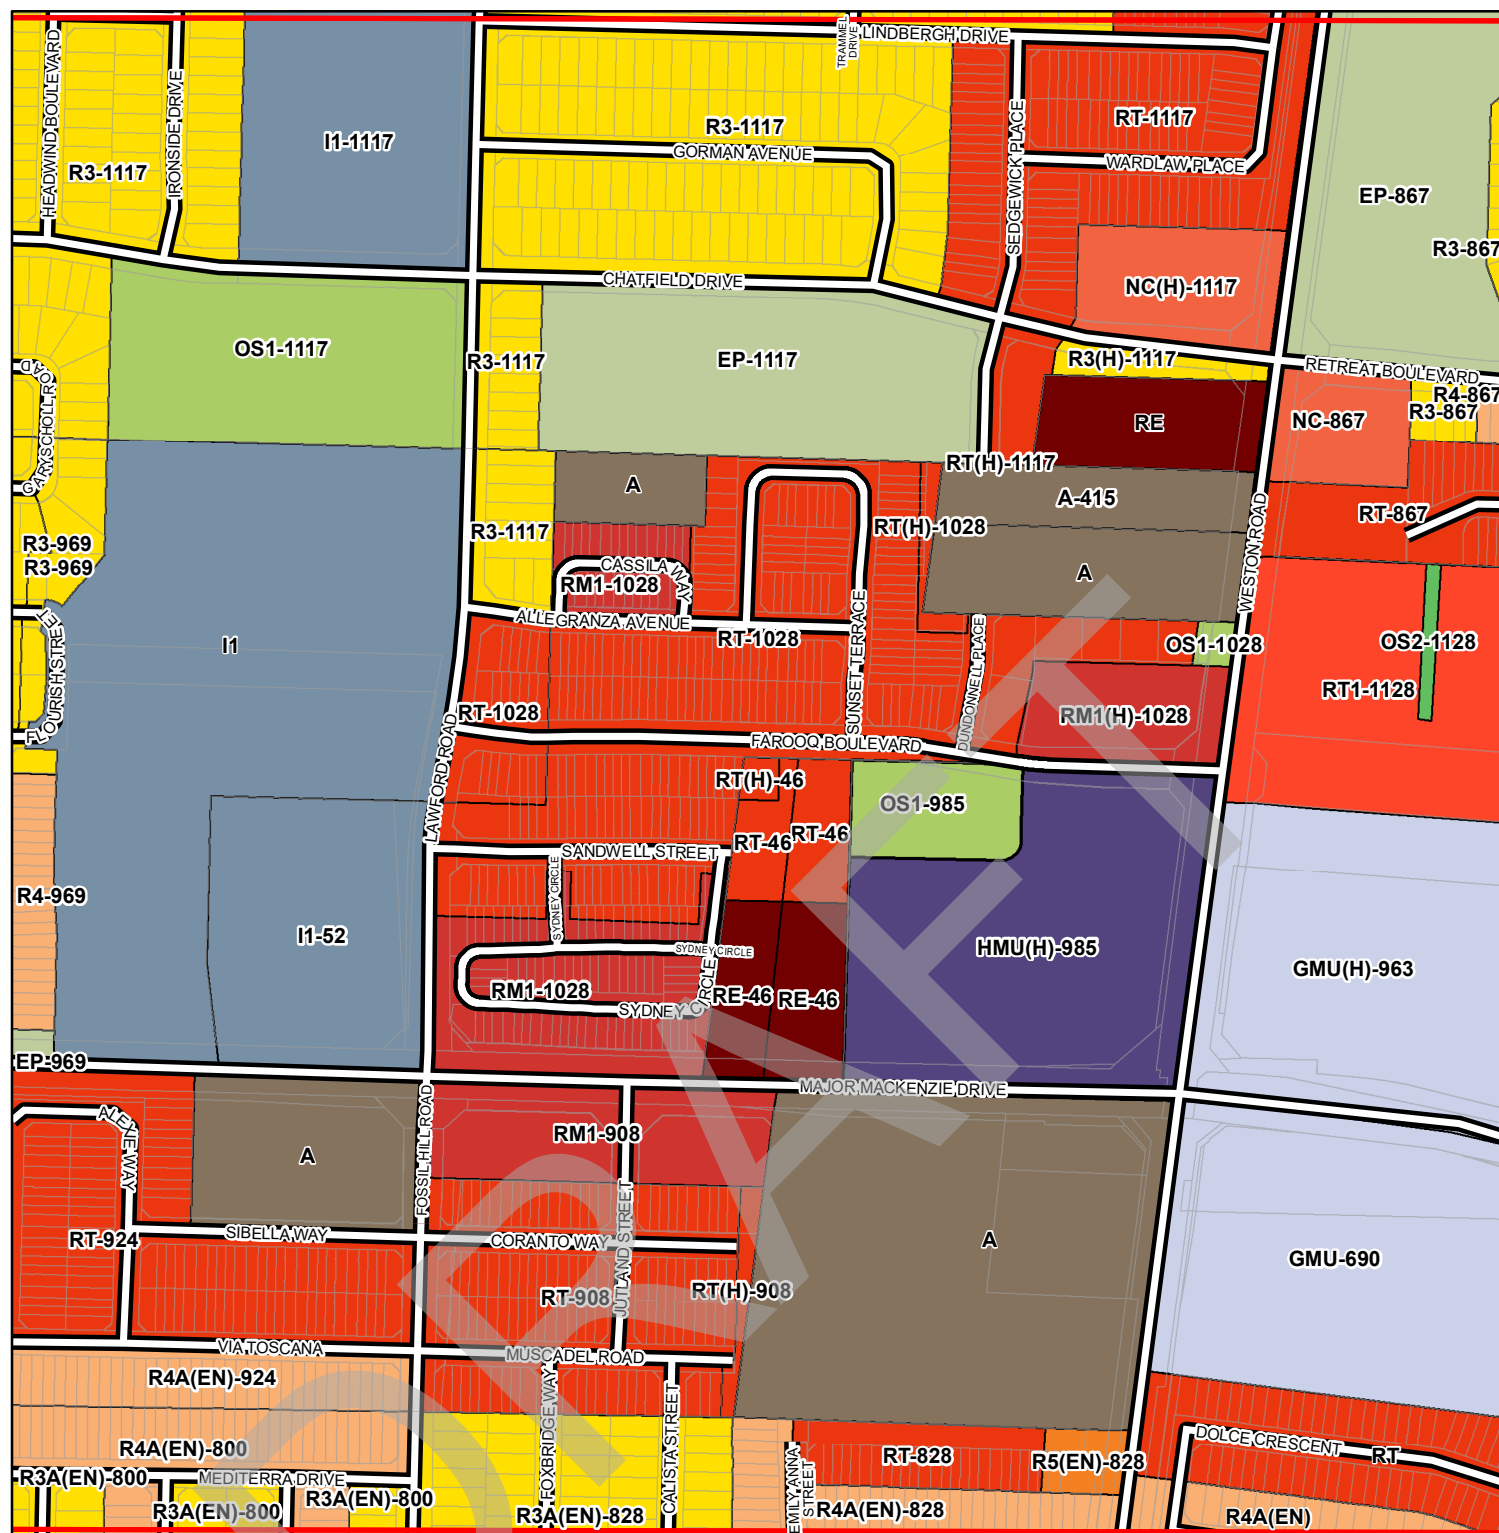 TRAMMEL
DRIVE
LINDBERGH DRIVE
HEADWIND BOULEVARD
IRONSIDE DRIVE
I1-1117
R3-1117
R3-1117
GORMAN AVENUE
SEDGEWICK PLACE
RT-1117
WARDLAW PLACE
EP-867
R3-867
CHATFIELD DRIVE
NC(H)-1117
OS1-1117
R3-1117
EP-1117
R3(H)-1117
RETREAT BOULEVARD
R4-867
R3-867
NC-867
RE
GARYSCHOLL ROAD
RT(H)-1117
A
A-415
WESTON ROAD
RT-867
R3-1117
RT(H)-1028
R3-969
R3-969
CASSILA WAY
RM1-1028
A
ALLEGRANZA AVENUE
RT-1028
SUNSET TERRACE
DUNDONNELL PLACE
OS1-1028
OS2-1128
RT1-1128
I1
FLOURISH STREET
RT-1028
RM1(H)-1028
LAWFORD ROAD
FAROOQ BOULEVARD
RT(H)-46
OS1-985
RT-46
RT-46
SANDWELL STREET
SYDNEY CIRCLE
R4-969
I1-52
SYDNEY CIRCLE
HMU(H)-985
GMU(H)-963
RM1-1028
SYDNEY CIRCLE
RE-46
RE-46
EP-969
MAJOR MACKENZIE DRIVE
FOSSIL HILL ROAD
RM1-908
A
JUTLAND STREET
SIBELLA WAY
CORANTO WAY
RT-924
A
GMU-690
RT-908
RT(H)-908
VIA TOSCANA
MUSCADEL ROAD
R4A(EN)-924
FOXBRIDGE WAY
CALISTA STREET
R4A(EN)-800
EMILY ANNA
STREET
RT-828
R5(EN)-828
DOLCE CRESCENT
RT
R3A(EN)-800
MEDITERRA DRIVE
R3A(EN)-800
R3A(EN)-800
R3A(EN)-828
R4A(EN)-828
R4A(EN)
DRAFT